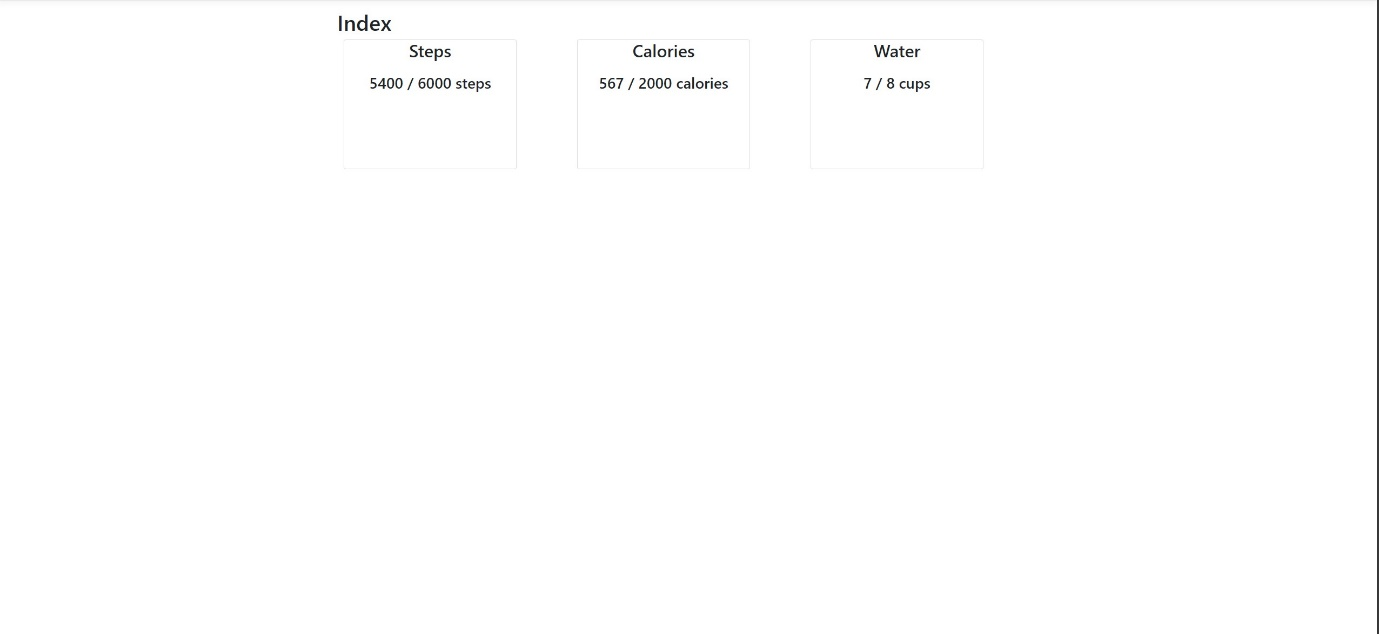 Index
Steps
5400 / 6000 steps
Calories
567 / 2000 calories
Water
7 / 8 cups